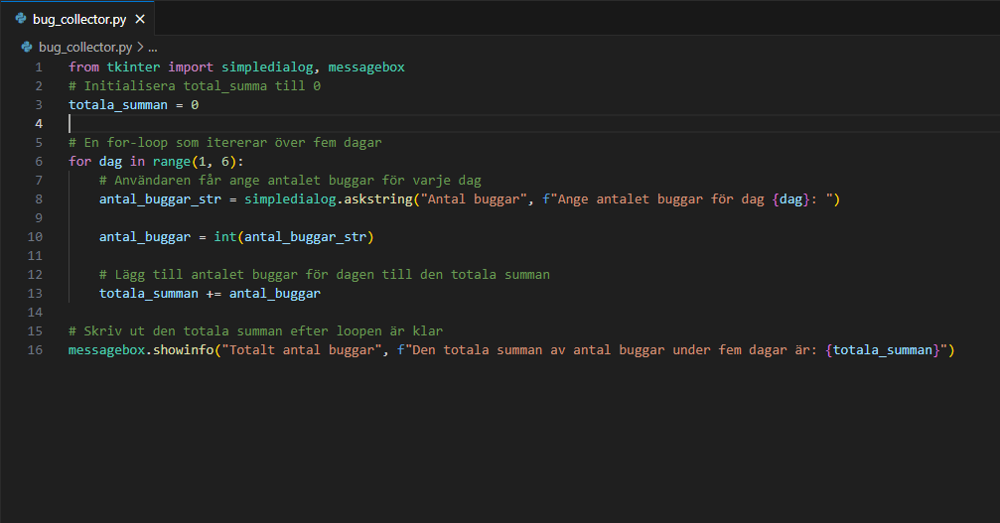 bug_collector.py ×
bug_collector.py > ...
1 from tkinter import simpledialog, messagebox
2 # Initialisera total_summa till 0
3 totala_summan = 0
4
5 # En for-loop som itererar över fem dagar
6 for dag in range(1, 6):
7 # Användaren får ange antalet buggar för varje dag
8 antal_buggar_str = simpledialog.askstring("Antal buggar", f"Ange antalet buggar för dag {dag}: ")
9
10 antal_buggar = int(antal_buggar_str)
11
12 # Lägg till antalet buggar för dagen till den totala summan
13 totala_summan += antal_buggar
14
15 # Skriv ut den totala summan efter loopen är klar
16 messagebox.showinfo("Totalt antal buggar", f"Den totala summan av antal buggar under fem dagar är: {totala_summan}")